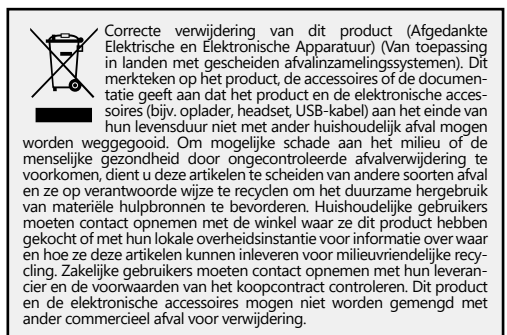 Correcte verwijdering van dit product (Afgedankte
Elektrische en Elektronische Apparatuur) (Van toepassing
in landen met gescheiden afvalinzamelingssystemen). Dit
merkteken op het product, de accessoires of de documen-
tatie geeft aan dat het product en de elektronische acces-
soires (bijv. oplader, headset, USB-kabel) aan het einde van
hun levensduur niet met ander huishoudelijk afval mogen
worden weggegooid. Om mogelijke schade aan het milieu of de
menselijke gezondheid door ongecontroleerde afvalverwijdering te
voorkomen, dient u deze artikelen te scheiden van andere soorten afval
en ze op verantwoorde wijze te recyclen om het duurzame hergebruik
van materiële hulpbronnen te bevorderen. Huishoudelijke gebruikers
moeten contact opnemen met de winkel waar ze dit product hebben
gekocht of met hun lokale overheidsinstantie voor informatie over waar
en hoe ze deze artikelen kunnen inleveren voor milieuvriendelijke recy-
cling. Zakelijke gebruikers moeten contact opnemen met hun leveran-
cier en de voorwaarden van het koopcontract controleren. Dit product
en de elektronische accessoires mogen niet worden gemengd met
ander commercieel afval voor verwijdering.